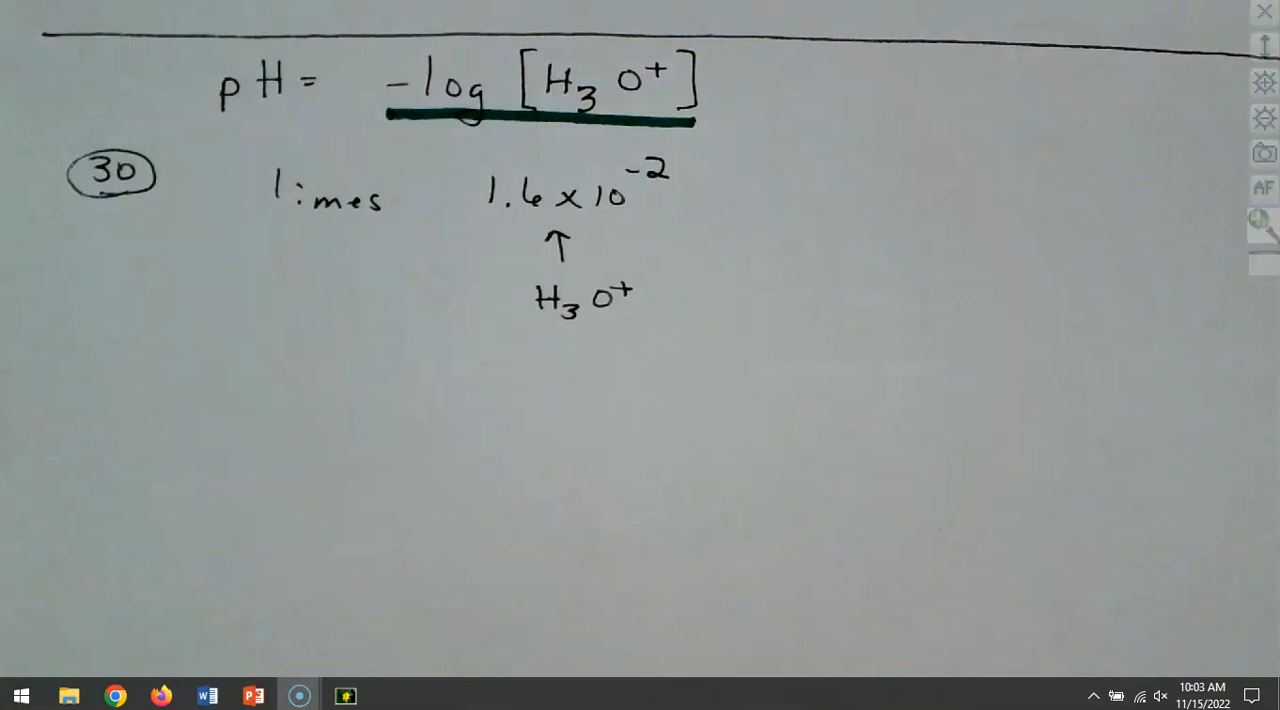 pH = -log [H₃O⁺]
30 limes 1.6 x 10⁻²
↑
H₃O⁺
AF
10:03 AM
11/15/2022